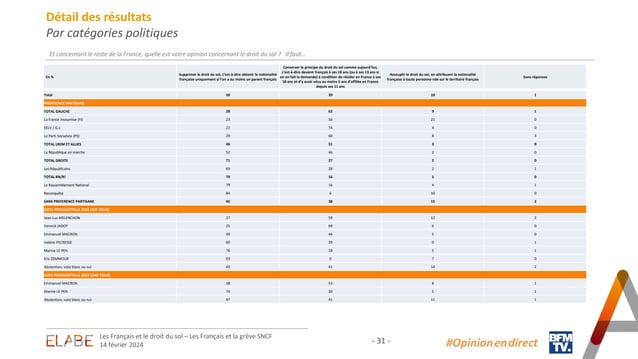 Détail des résultats
Par catégories politiques
Et concernant le reste de la France, quelle est votre opinion concernant le droit du sol ? Il faut...
En %
Supprimer le droit du sol, c'est-à-dire obtenir la nationalité française uniquement si l'on a au moins un parent français
Conserver le principe du droit du sol comme aujourd'hui, c'est-à-dire devenir français à ses 18 ans (ou à ses 13 ans si on en fait la demande) à condition de résider en France à ses 18 ans et d'y avoir vécu au moins 5 ans d'affilée en France depuis ses 11 ans
Assouplir le droit du sol, en attribuant la nationalité française à toute personne née sur le territoire français
Sans réponses
Total 50 39 10 1
PREFERENCE PARTISANE
TOTAL GAUCHE 28 62 9 1
La France Insoumise (FI) 23 56 21 0
EELV / G.s 22 74 4 0
Le Parti Socialiste (PS) 29 60 8 3
TOTAL LREM ET ALLIES 46 51 3 0
La République en marche 52 46 2 0
TOTAL DROITE 71 27 2 0
Les Républicains 69 28 2 1
TOTAL RN/R! 79 16 5 0
Le Rassemblement National 79 16 4 1
Reconquête 84 6 10 0
SANS PREFERENCE PARTISANE 45 38 15 2
VOTE PRESIDENTIELLE 2022 (1ER TOUR)
Jean-Luc MELENCHON 27 59 12 2
Yannick JADOT 25 69 6 0
Emmanuel MACRON 49 46 5 0
Valérie PECRESSE 60 39 0 1
Marine LE PEN 76 18 5 1
Eric ZEMMOUR 93 0 7 0
Abstention, vote blanc ou nul 43 41 14 2
VOTE PRESIDENTIELLE 2022 (2ND TOUR)
Emmanuel MACRON 38 53 8 1
Marine LE PEN 74 20 5 1
Abstention, vote blanc ou nul 47 41 11 1
ELABE
Les Français et le droit du sol – Les Français et la grève SNCF
14 février 2024
- 31 -
#Opinion en direct
BFM
TV.